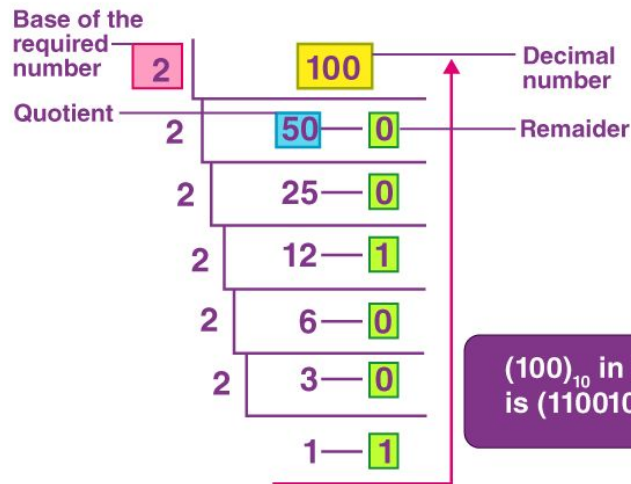 Base of the
required
number
2 100
Decimal
number
Quotient
2 50 — 0
Remaider
2 25 — 0
2 12 — 1
2 6 — 0
2 3 — 0
1 — 1
(100)₁₀ in
is (110010